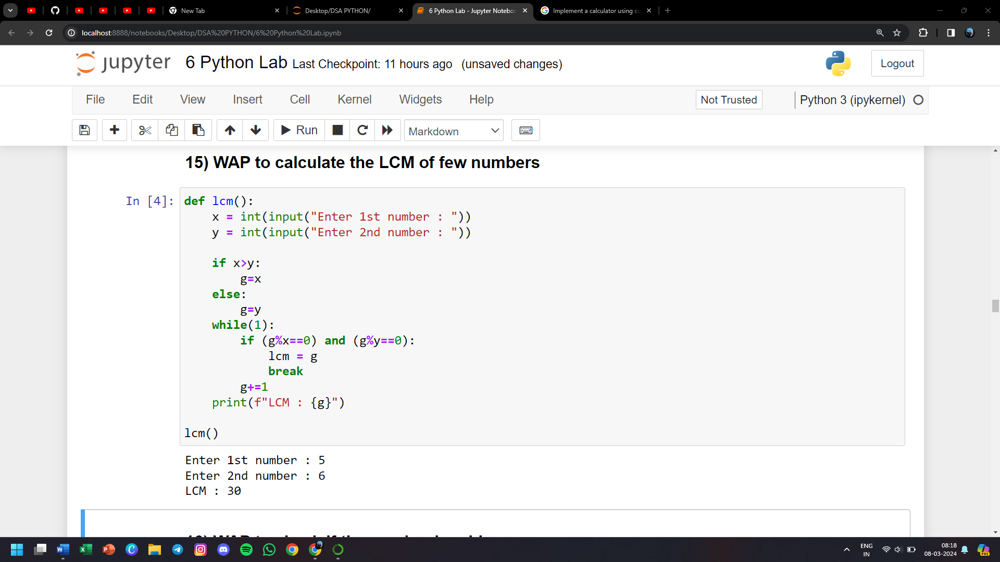 New Tab
Desktop/DSA PYTHON/
6 Python Lab - Jupyter Noteboo
Implement a calculator using co
localhost:8888/notebooks/Desktop/DSA%20PYTHON/6%20Python%20Lab.ipynb
jupyter 6 Python Lab Last Checkpoint: 11 hours ago (unsaved changes)
Logout
File Edit View Insert Cell Kernel Widgets Help
Not Trusted
Python 3 (ipykernel)
Run
Markdown
15) WAP to calculate the LCM of few numbers
In [4]:
def lcm():
    x = int(input("Enter 1st number : "))
    y = int(input("Enter 2nd number : "))

    if x>y:
        g=x
    else:
        g=y
    while(1):
        if (g%x==0) and (g%y==0):
            lcm = g
            break
        g+=1
    print(f"LCM : {g}")

lcm()
Enter 1st number : 5
Enter 2nd number : 6
LCM : 30
ENG
IN
08:18
08-03-2024